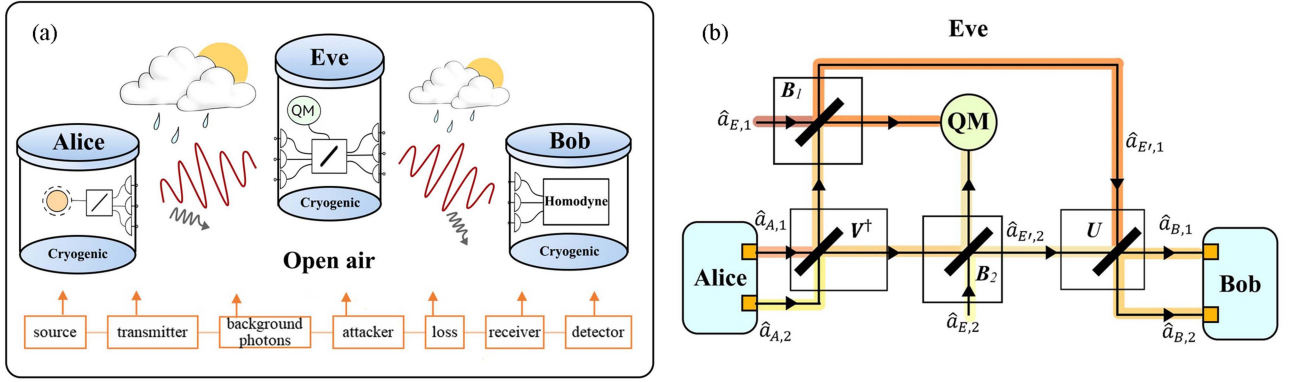 (a)
Eve
QM
Cryogenic
Alice
Cryogenic
Bob
Homodyne
Cryogenic
Open air
source
transmitter
background
photons
attacker
loss
receiver
detector
(b)
Eve
B₁
â_{E,1}
QM
â_{E′,1}
Alice
â_{A,1}
V†
â_{E′,2}
U
â_{B,1}
B₂
â_{A,2}
â_{E,2}
â_{B,2}
Bob